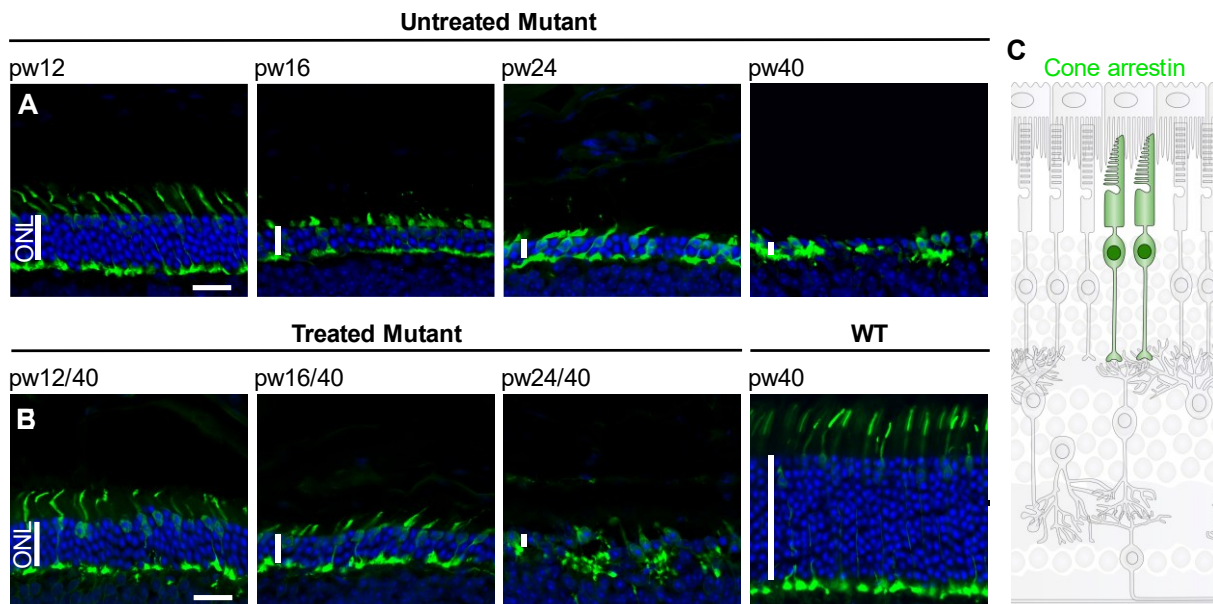 Untreated Mutant
pw12
pw16
pw24
pw40
A
ONL
Treated Mutant
WT
pw12/40
pw16/40
pw24/40
pw40
B
ONL
C
Cone arrestin